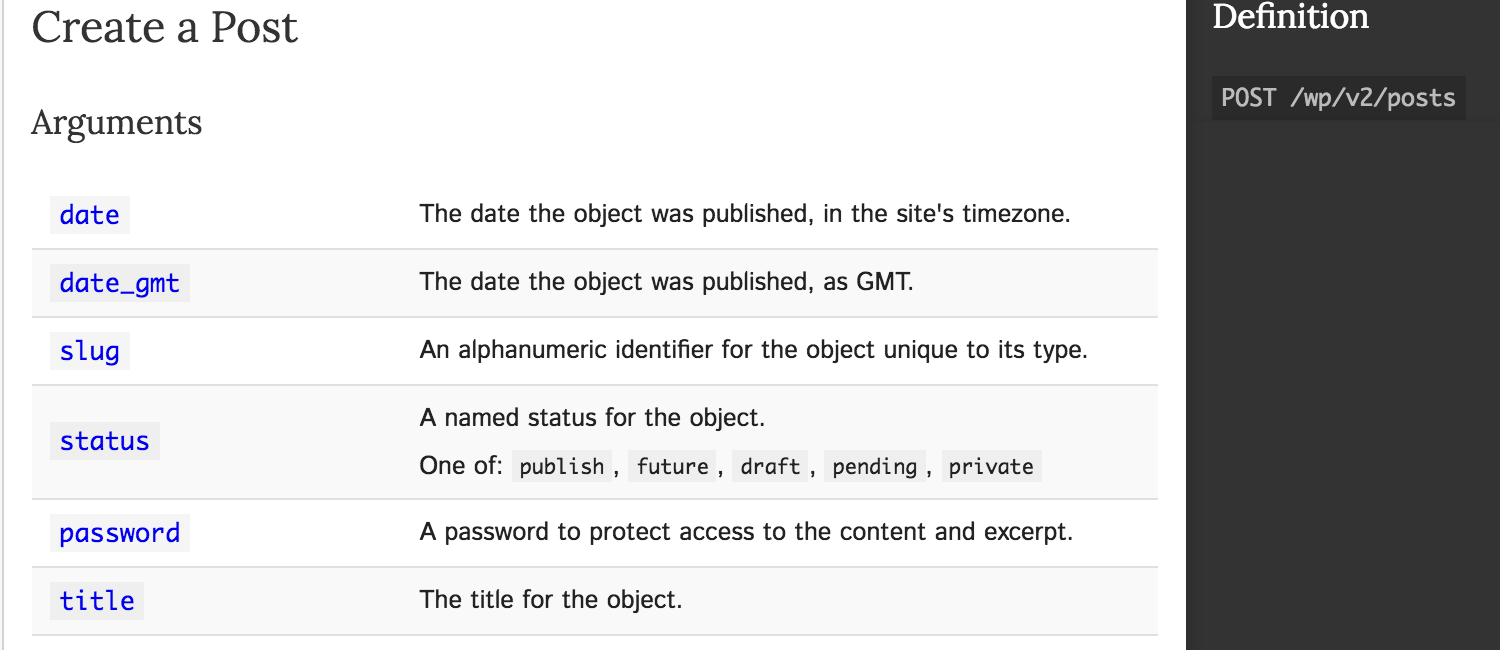 Create a Post
Arguments
date
The date the object was published, in the site's timezone.
date_gmt
The date the object was published, as GMT.
slug
An alphanumeric identifier for the object unique to its type.
status
A named status for the object.
One of: publish, future, draft, pending, private
password
A password to protect access to the content and excerpt.
title
The title for the object.
Definition
POST /wp/v2/posts